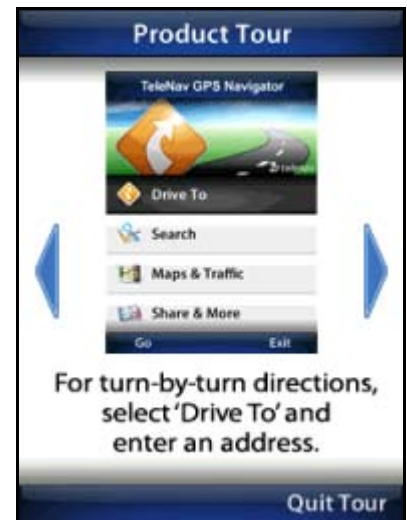 Product Tour
TeleNav GPS Navigator
Drive To
Search
Maps & Traffic
Share & More
Go Exit
For turn-by-turn directions,
select 'Drive To' and
enter an address.
Quit Tour